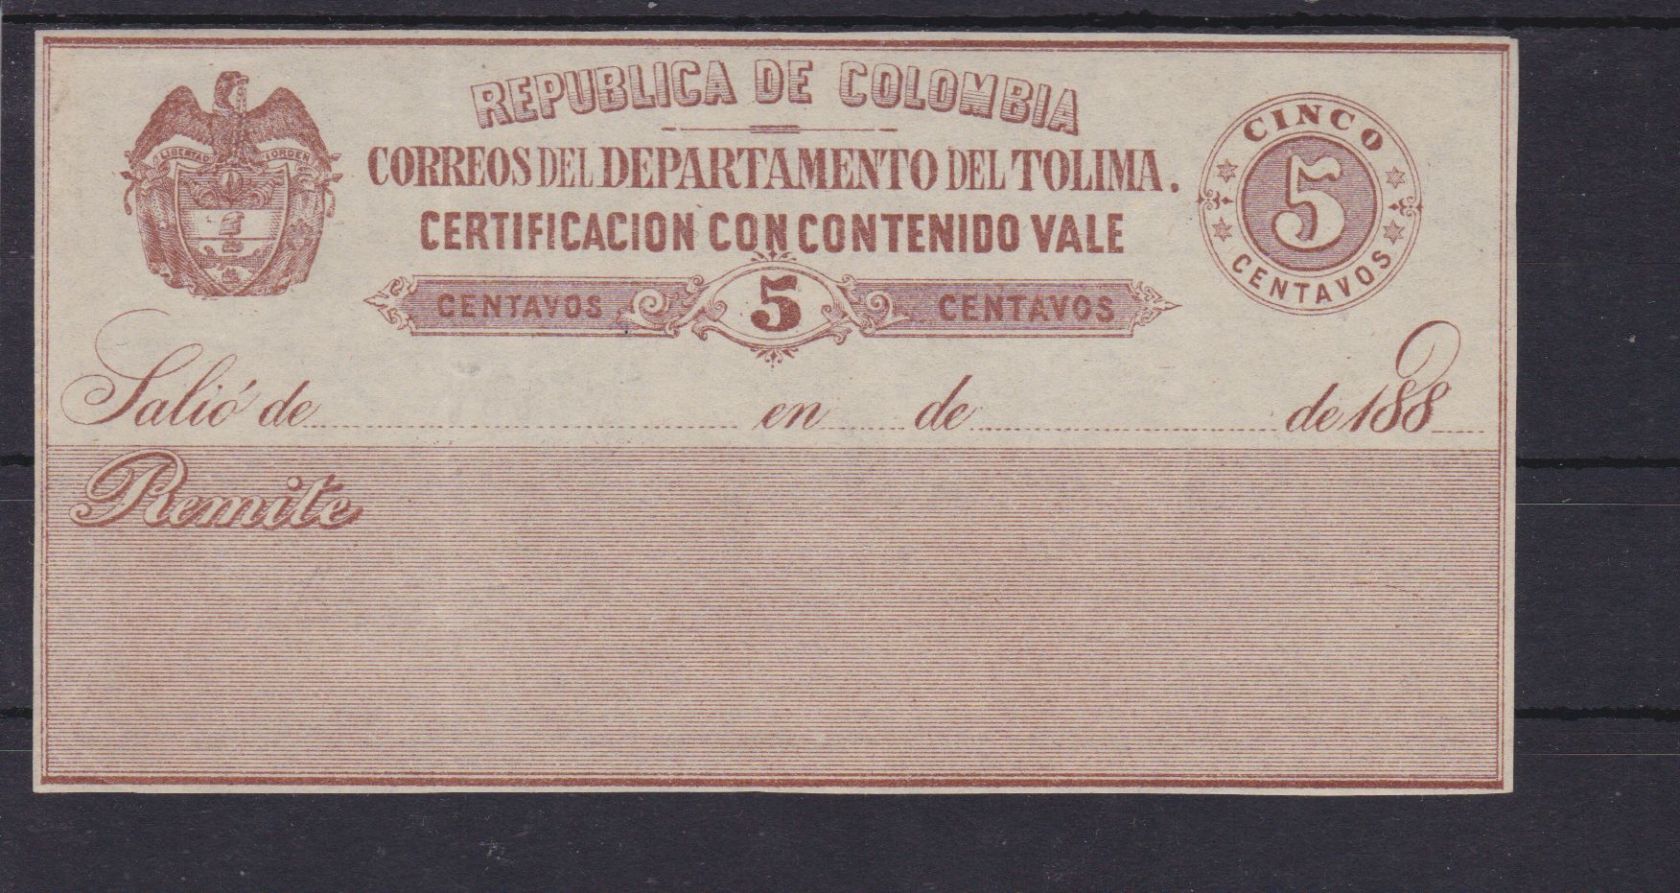 REPUBLICA DE COLOMBIA
CORREOS DEL DEPARTAMENTO DEL TOLIMA.
CERTIFICACION CON CONTENIDO VALE
CENTAVOS 5 CENTAVOS
LIBERTAD Y ORDEN
CINCO
5
CENTAVOS
Salió de en de de 188
Remite